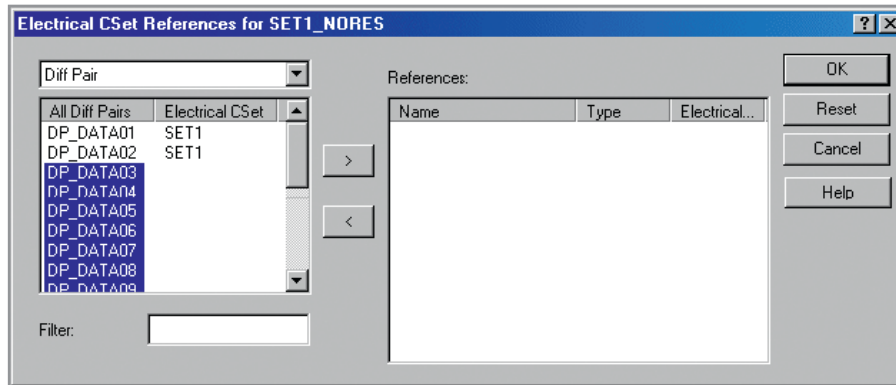 Electrical CSet References for SET1_NORES
Diff Pair
All Diff Pairs Electrical CSet
DP_DATA01 SET1
DP_DATA02 SET1
DP_DATA03
DP_DATA04
DP_DATA05
DP_DATA06
DP_DATA07
DP_DATA08
DP_DATA09
Filter:
>
<
References:
Name Type Electrical...
OK
Reset
Cancel
Help